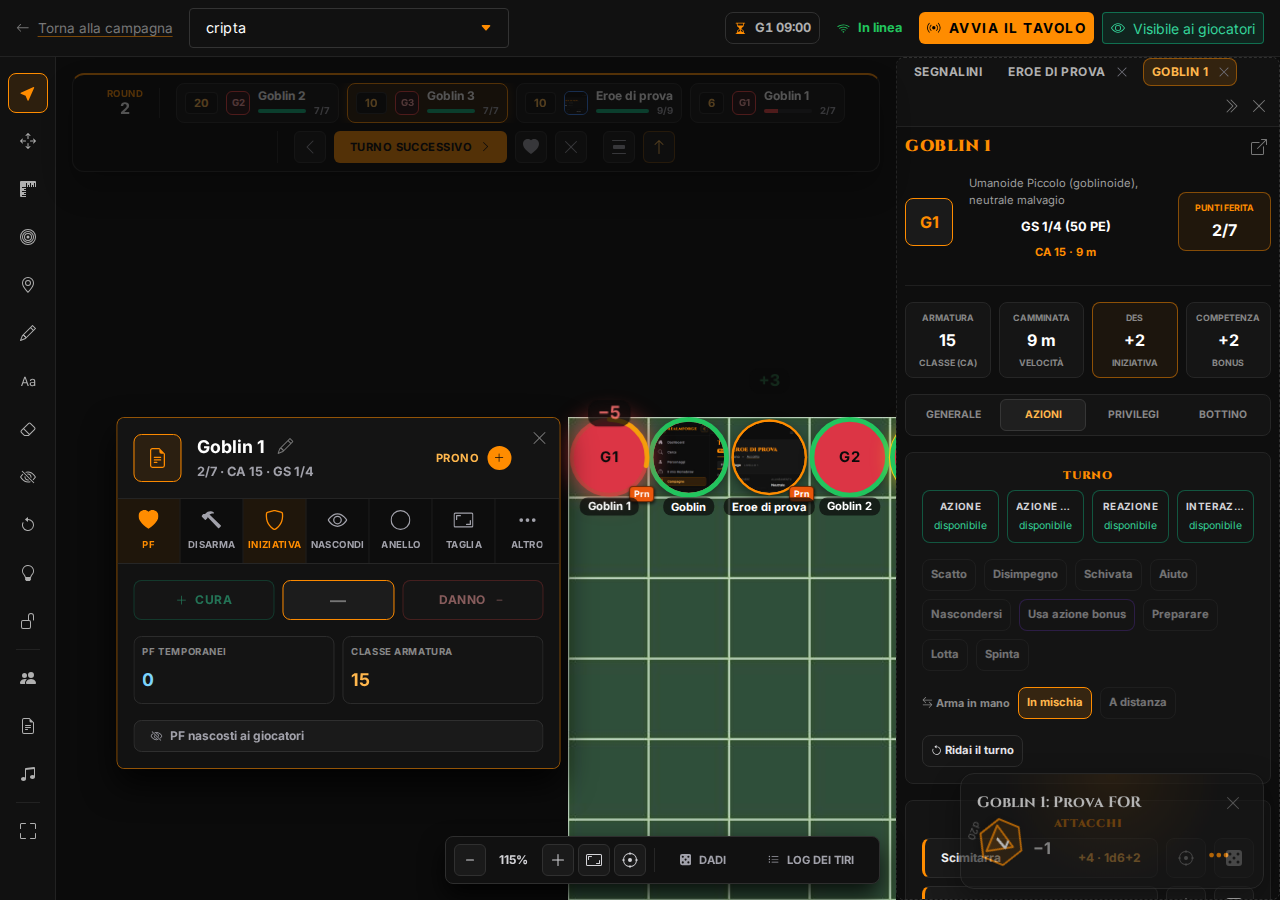 Torna alla campagna
cripta
G1 09:00
In linea
AVVIA IL TAVOLO
Visibile ai giocatori
SEGNALINI
EROE DI PROVA
GOBLIN 1
ROUND
2
20
G2
Goblin 2
7/7
10
G3
Goblin 3
7/7
10
Eroe di prova
9/9
6
G1
Goblin 1
2/7
TURNO SUCCESSIVO
Aa
GOBLIN 1
G1
Umanoide Piccolo (goblinoide),
neutrale malvagio
GS 1/4 (50 PE)
CA 15 · 9 m
PUNTI FERITA
2/7
ARMATURA
15
CLASSE (CA)
CAMMINATA
9 m
VELOCITÀ
DES
+2
INIZIATIVA
COMPETENZA
+2
BONUS
GENERALE
AZIONI
PRIVILEGI
BOTTINO
TURNO
AZIONE
disponibile
AZIONE ...
disponibile
REAZIONE
disponibile
INTERAZ...
disponibile
Scatto
Disimpegno
Schivata
Aiuto
Nascondersi
Usa azione bonus
Preparare
Lotta
Spinta
Arma in mano
In mischia
A distanza
Ridai il turno
Goblin 1: Prova FOR
ATTACCHI
d20
−1
Scimitarra
+4 · 1d6+2
Goblin 1
2/7 · CA 15 · GS 1/4
PRONO
PF
DISARMA
INIZIATIVA
NASCONDI
ANELLO
TAGLIA
ALTRO
+ CURA
—
DANNO −
PF TEMPORANEI
0
CLASSE ARMATURA
15
PF nascosti ai giocatori
+3
−5
G1
Prn
Goblin 1
Goblin
EROE DI PROVA
Prn
Eroe di prova
G2
Goblin 2
115%
DADI
LOG DEI TIRI